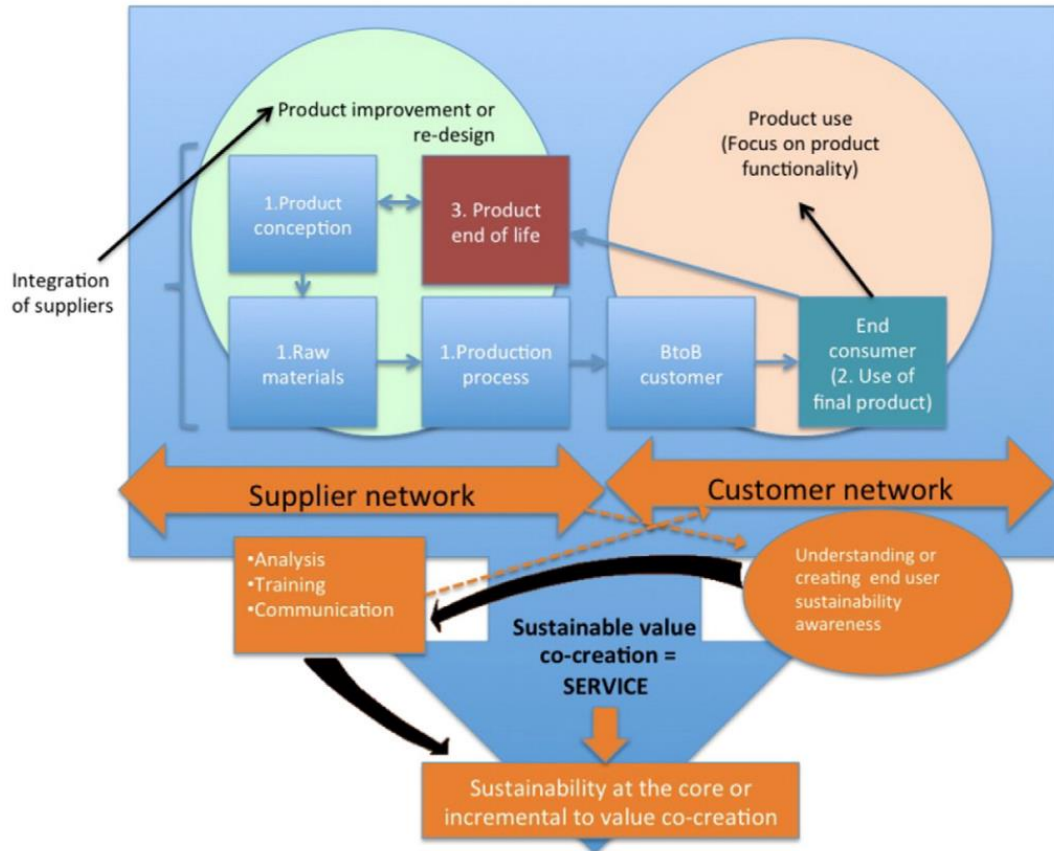 Product improvement or
re-design
Product use
(Focus on product
functionality)
1.Product
conception
3. Product
end of life
Integration
of suppliers
1.Raw
materials
1.Production
process
BtoB
customer
End
consumer
(2. Use of
final product)
Supplier network
Customer network
•Analysis
•Training
•Communication
Understanding or
creating end user
sustainability
awareness
Sustainable value
co-creation =
SERVICE
Sustainability at the core or
incremental to value co-creation